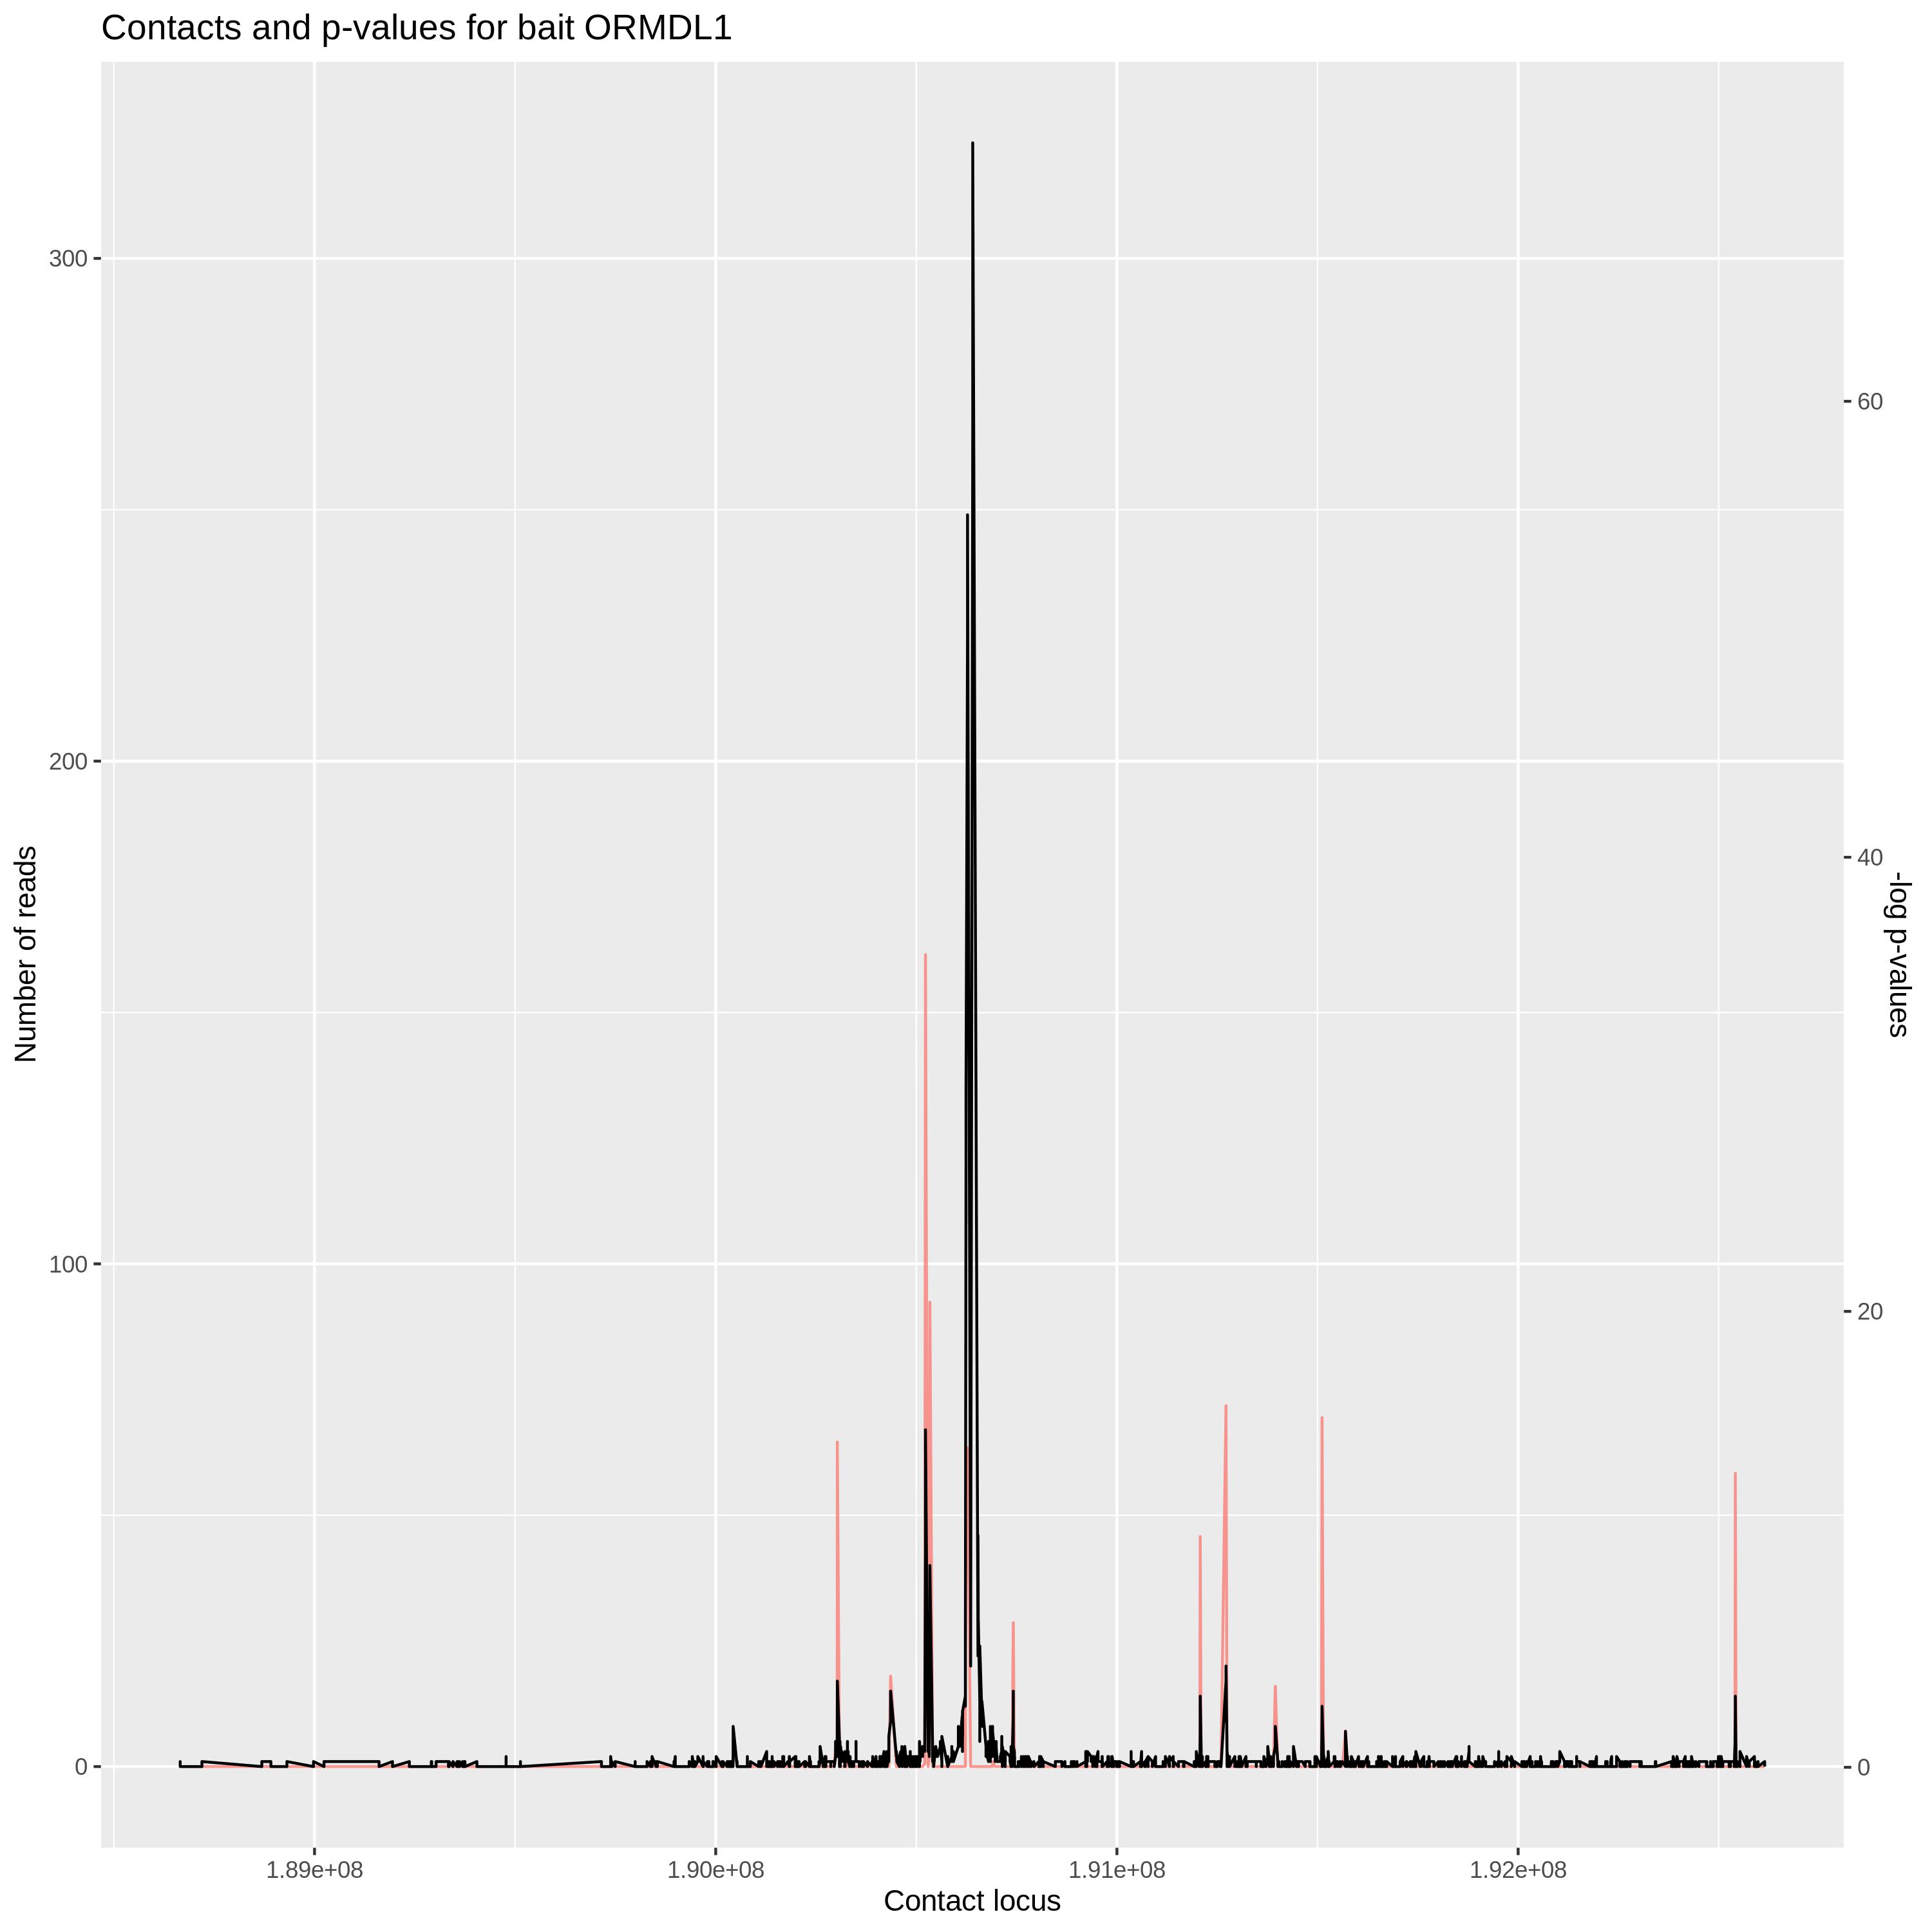 Contacts and p-values for bait ORMDL1
300
200
100
0
Number of reads
60
40
20
0
-log p-values
1.89e+08
1.90e+08
1.91e+08
1.92e+08
Contact locus